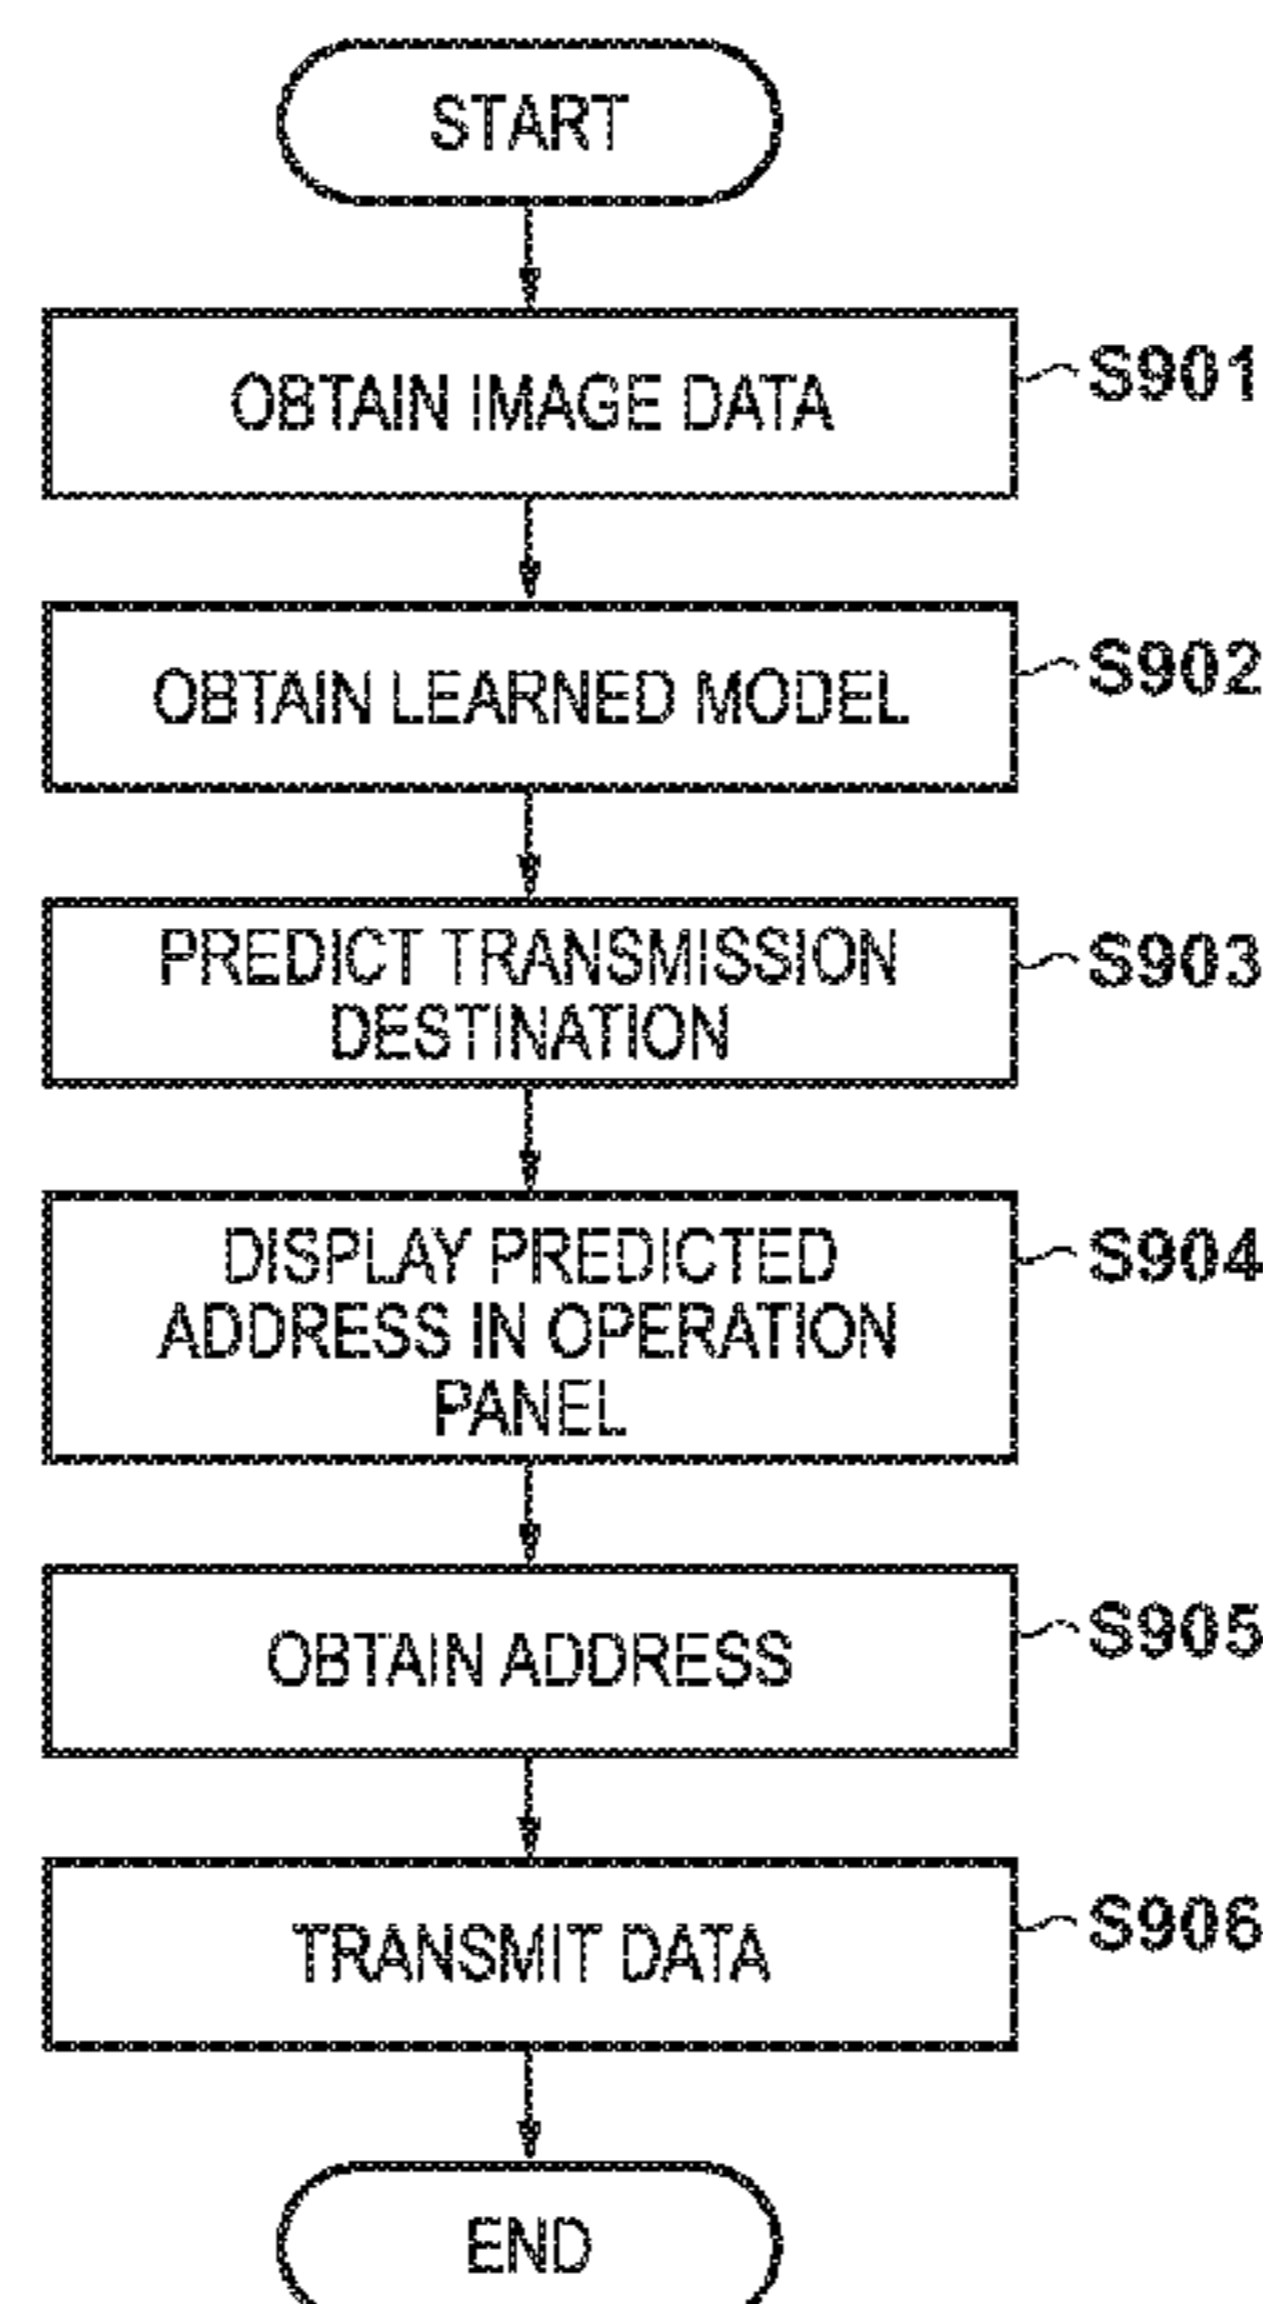 START
OBTAIN IMAGE DATA
S901
OBTAIN LEARNED MODEL
S902
PREDICT TRANSMISSION
DESTINATION
S903
DISPLAY PREDICTED
ADDRESS IN OPERATION
PANEL
S904
OBTAIN ADDRESS
S905
TRANSMIT DATA
S906
END